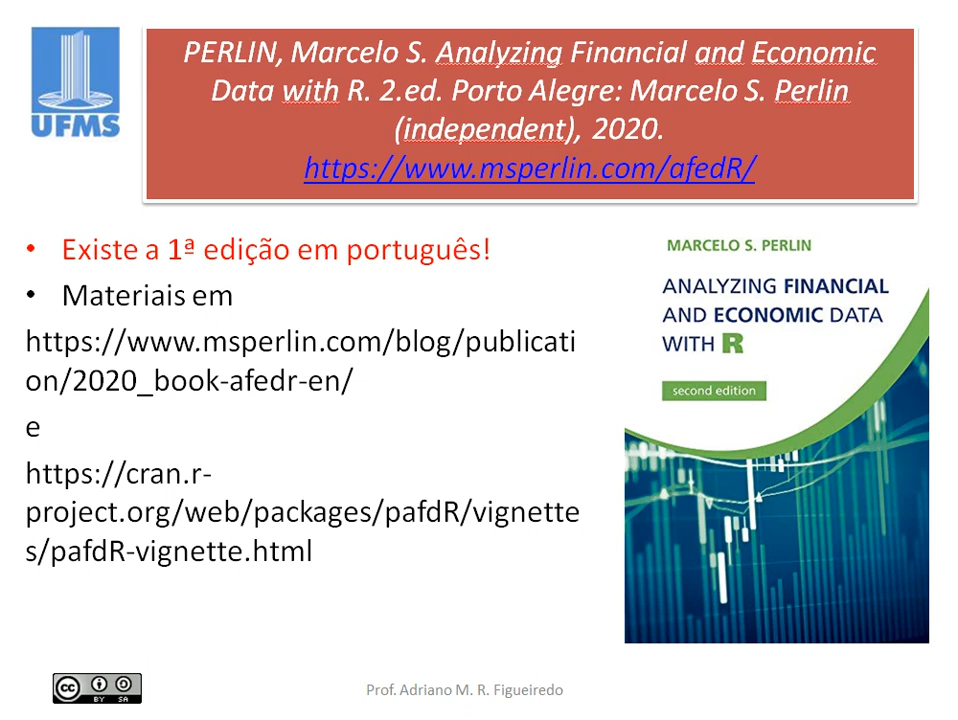 UFMS
PERLIN, Marcelo S. Analyzing Financial and Economic
Data with R. 2.ed. Porto Alegre: Marcelo S. Perlin
(independent), 2020.
https://www.msperlin.com/afedR/
• Existe a 1ª edição em português!
• Materiais em
https://www.msperlin.com/blog/publicati
on/2020_book-afedr-en/
e
https://cran.r-
project.org/web/packages/pafdR/vignette
s/pafdR-vignette.html
MARCELO S. PERLIN
ANALYZING FINANCIAL
AND ECONOMIC DATA
WITH R
second edition
cc BY SA
Prof. Adriano M. R. Figueiredo